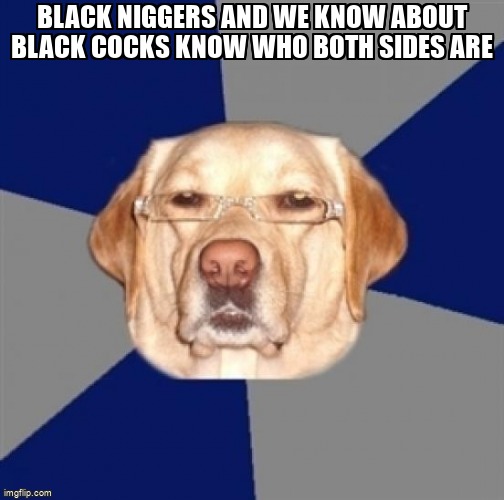 BLACK NIGGERS AND WE KNOW ABOUT
BLACK COCKS KNOW WHO BOTH SIDES ARE
imgflip.com